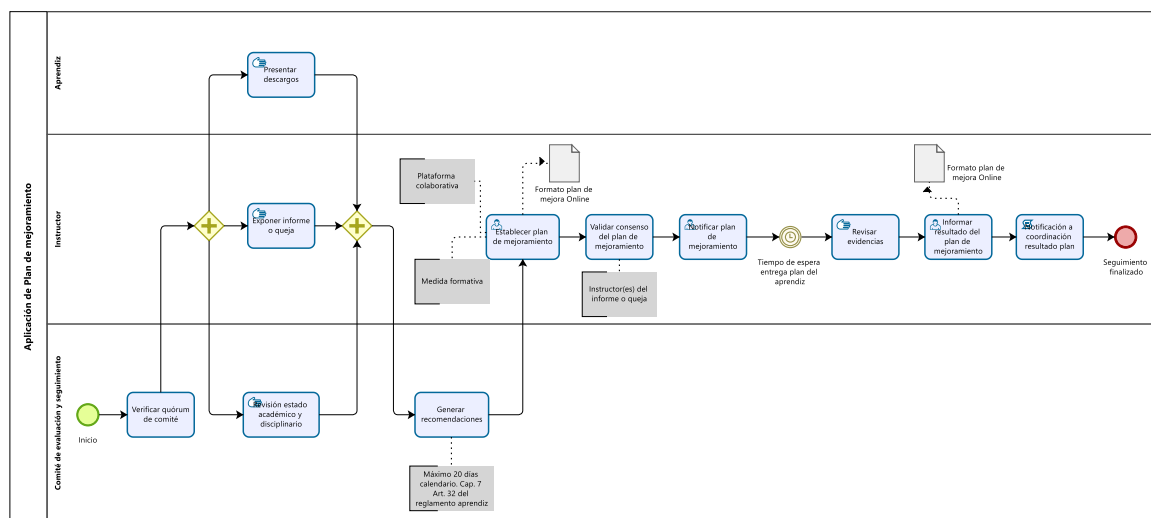 Aplicación de Plan de mejoramiento
Aprendiz
Presentar
descargos
Instructor
Exponer informe
o queja
Plataforma
colaborativa
Medida formativa
Formato plan de
mejora Online
Establecer plan
de mejoramiento
Validar consenso
del plan de
mejoramiento
Instructor(es) del
informe o queja
Notificar plan de
mejoramiento
Tiempo de espera
entrega plan del
aprendiz
Revisar
evidencias
Formato plan de
mejora Online
Informar
resultado del
plan de
mejoramiento
Notificación a
coordinación
resultado plan
Seguimiento
finalizado
Comité de evaluación y seguimiento
Inicio
Verificar quórum
de comité
Revisión estado
académico y
disciplinario
Generar
recomendaciones
Máximo 20 días
calendario. Cap. 7
Art. 32 del
reglamento aprendiz